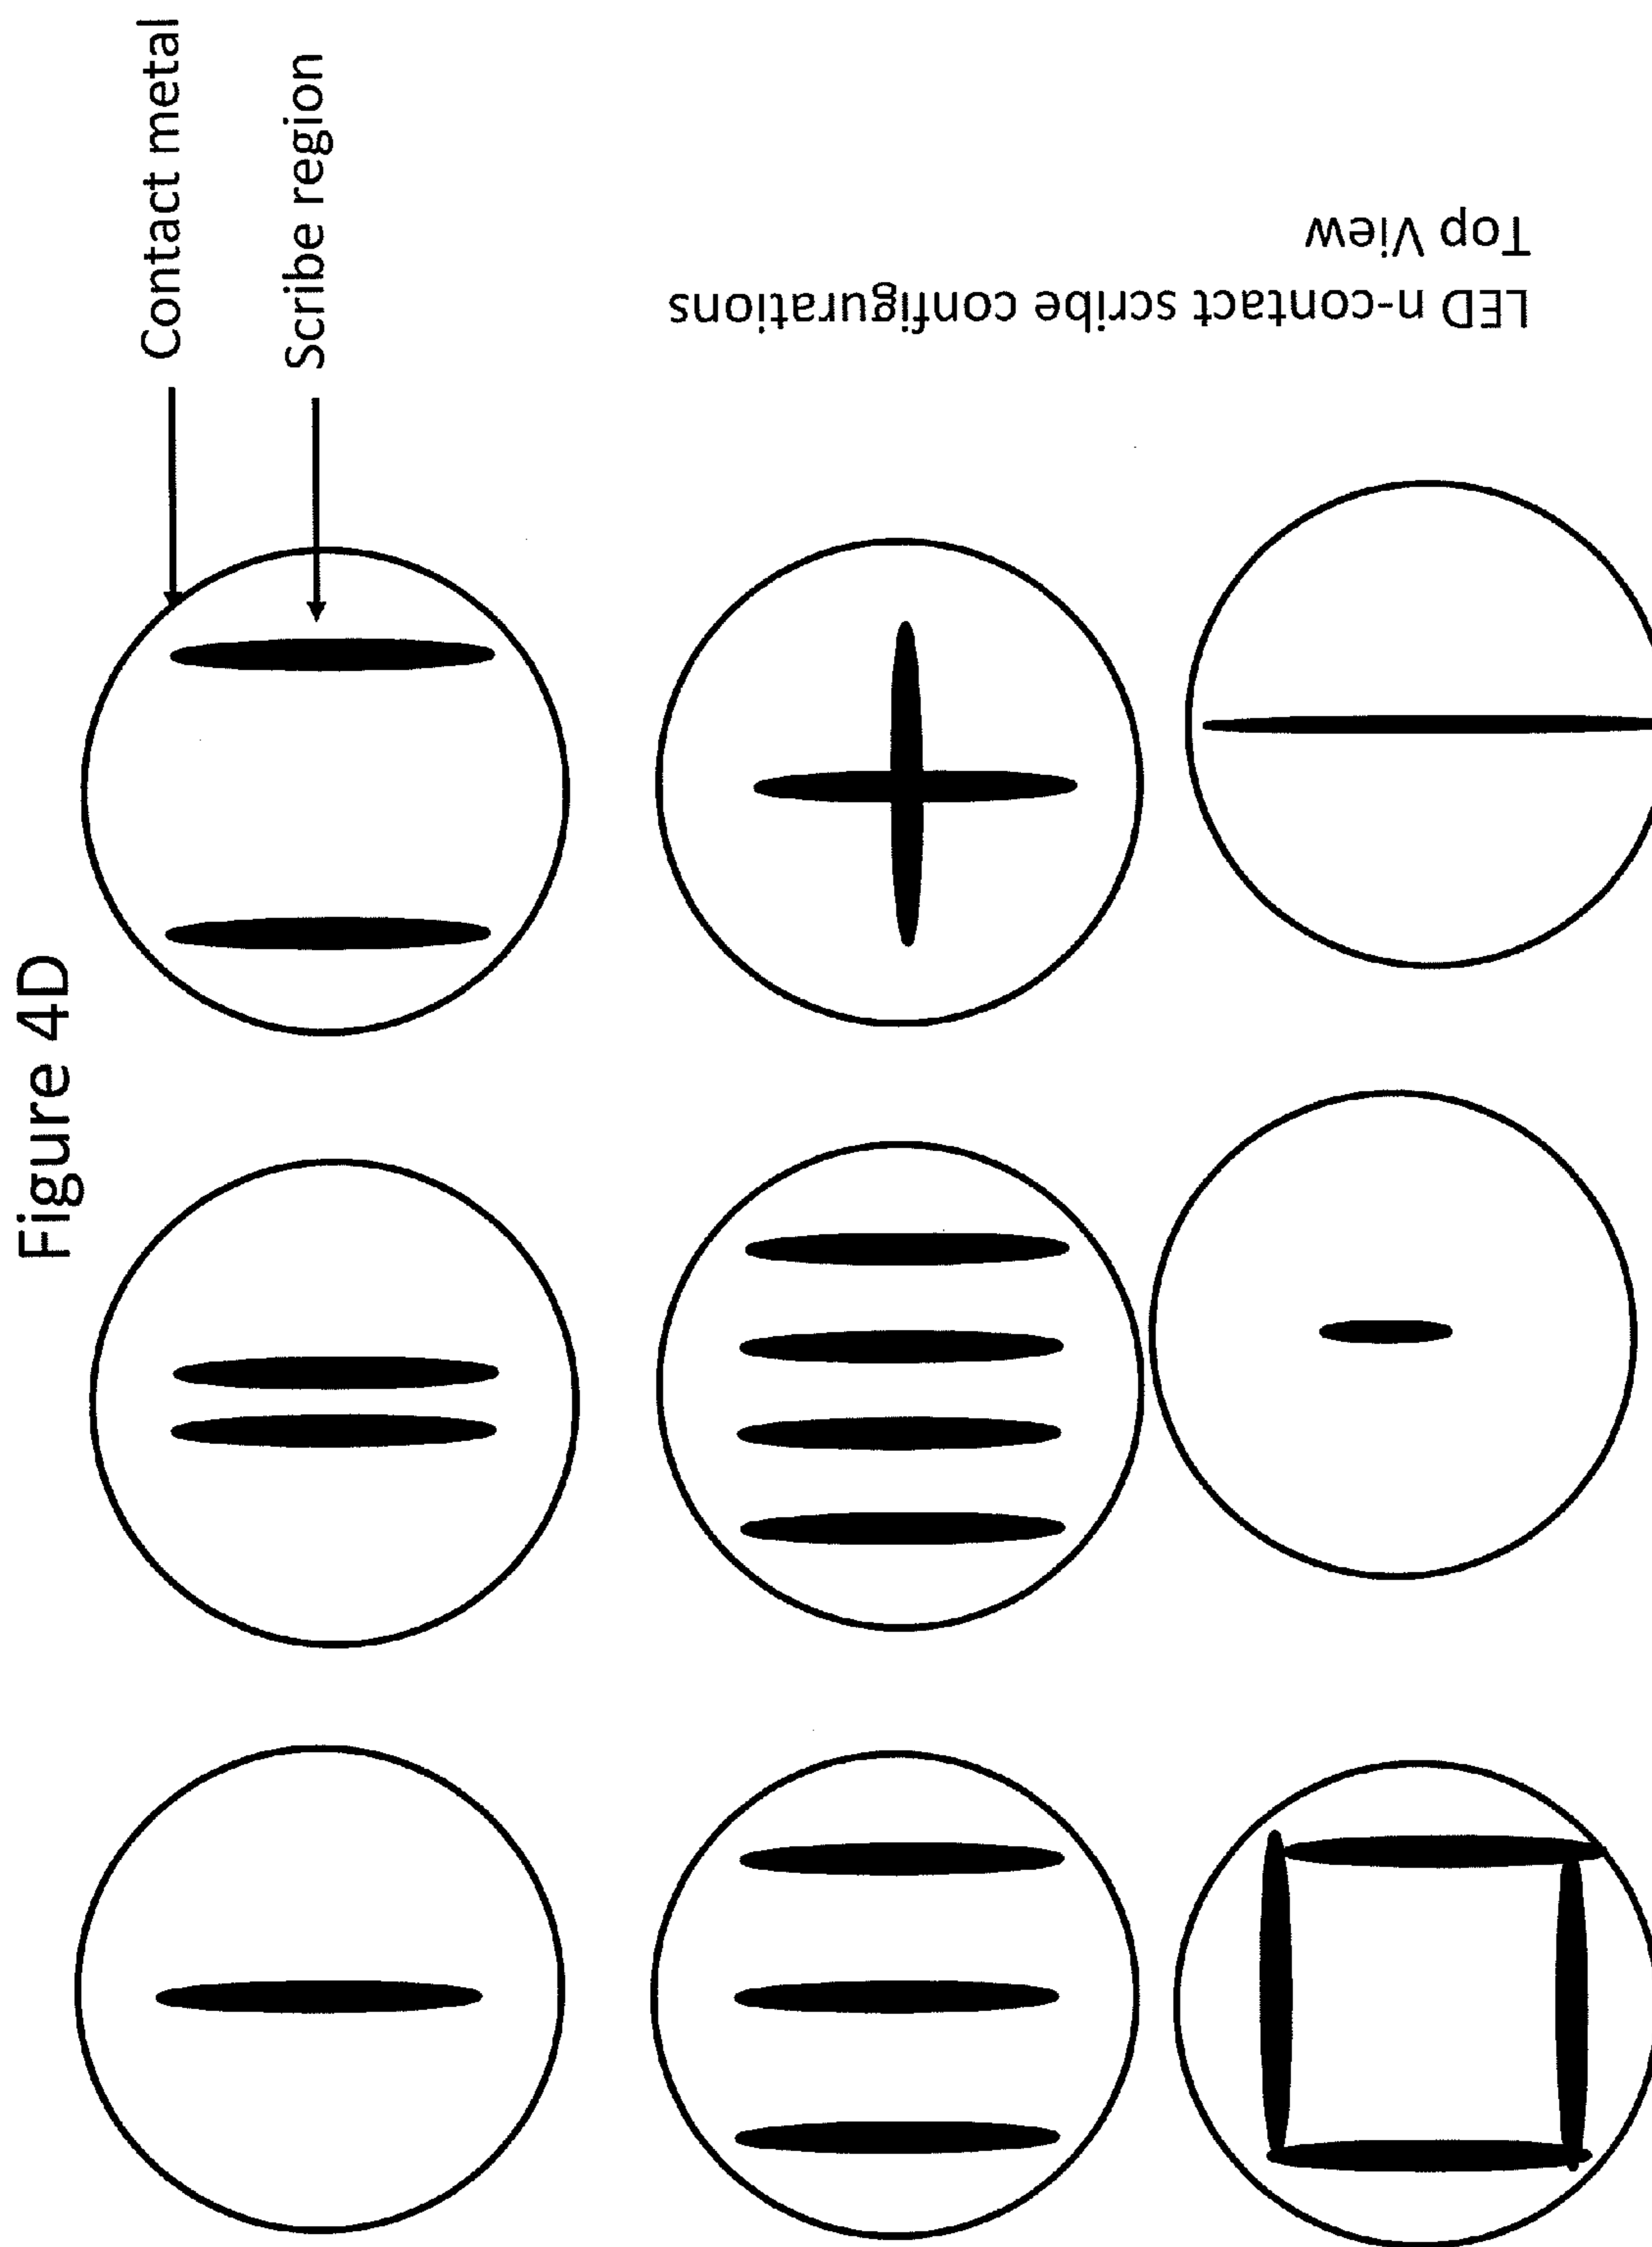 Figure 4D
Contact metal
Scribe region
LED n-contact scribe configurations
Top View